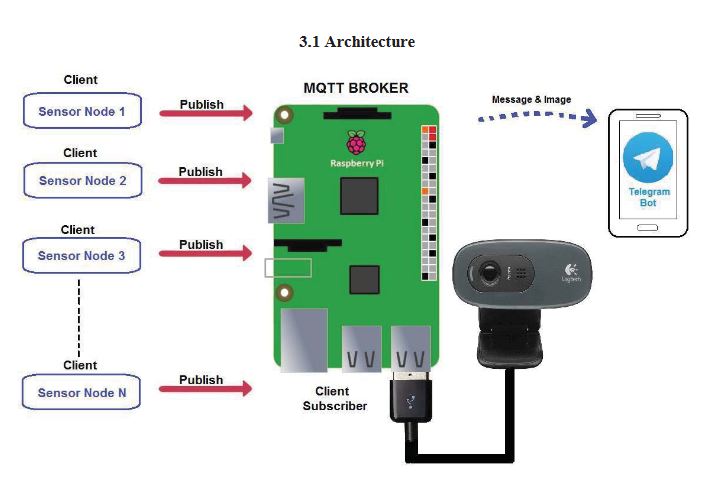 3.1 Architecture
Client
Sensor Node 1
Publish
MQTT BROKER
Message & Image
Client
Sensor Node 2
Publish
Raspberry Pi
Telegram
Bot
Client
Sensor Node 3
Publish
Logitech
Client
Sensor Node N
Publish
Client
Subscriber